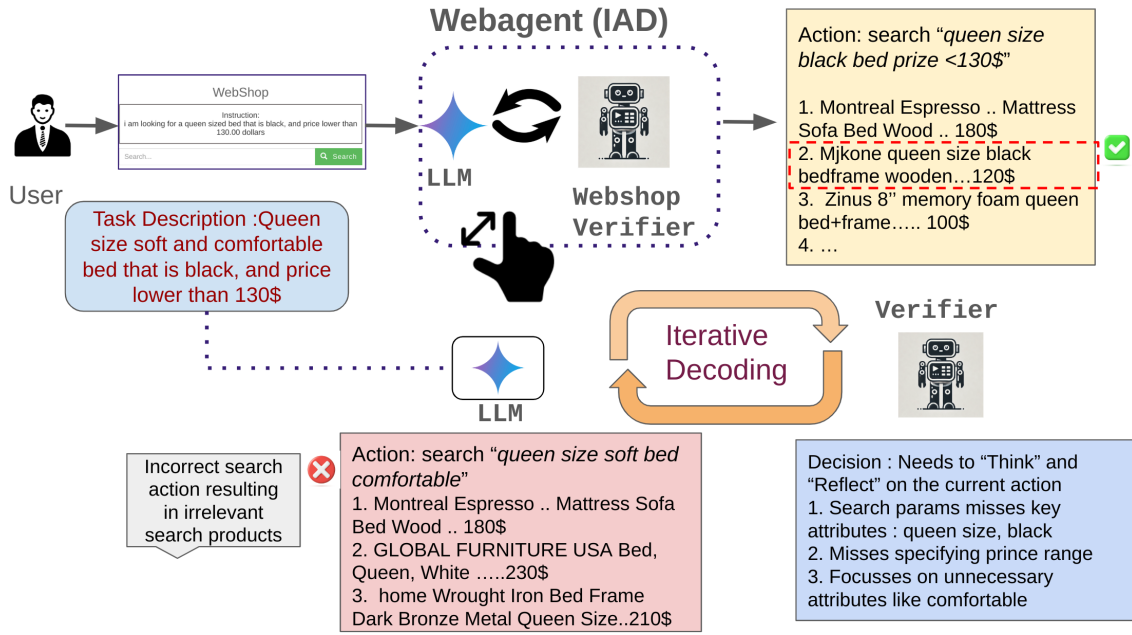 Webagent (IAD)
User
WebShop
Instruction:
i am looking for a queen sized bed that is black, and price lower than
130.00 dollars
Search...
Search
LLM
Webshop
Verifier
Action: search “queen size
black bed prize <130$”
1. Montreal Espresso .. Mattress
Sofa Bed Wood .. 180$
2. Mjkone queen size black
bedframe wooden…120$
3. Zinus 8’’ memory foam queen
bed+frame….. 100$
4. …
Task Description :Queen
size soft and comfortable
bed that is black, and price
lower than 130$
LLM
Iterative
Decoding
Verifier
Incorrect search
action resulting
in irrelevant
search products
Action: search “queen size soft bed
comfortable”
1. Montreal Espresso .. Mattress Sofa
Bed Wood .. 180$
2. GLOBAL FURNITURE USA Bed,
Queen, White …..230$
3. home Wrought Iron Bed Frame
Dark Bronze Metal Queen Size..210$
Decision : Needs to “Think” and
“Reflect” on the current action
1. Search params misses key
attributes : queen size, black
2. Misses specifying prince range
3. Focusses on unnecessary
attributes like comfortable